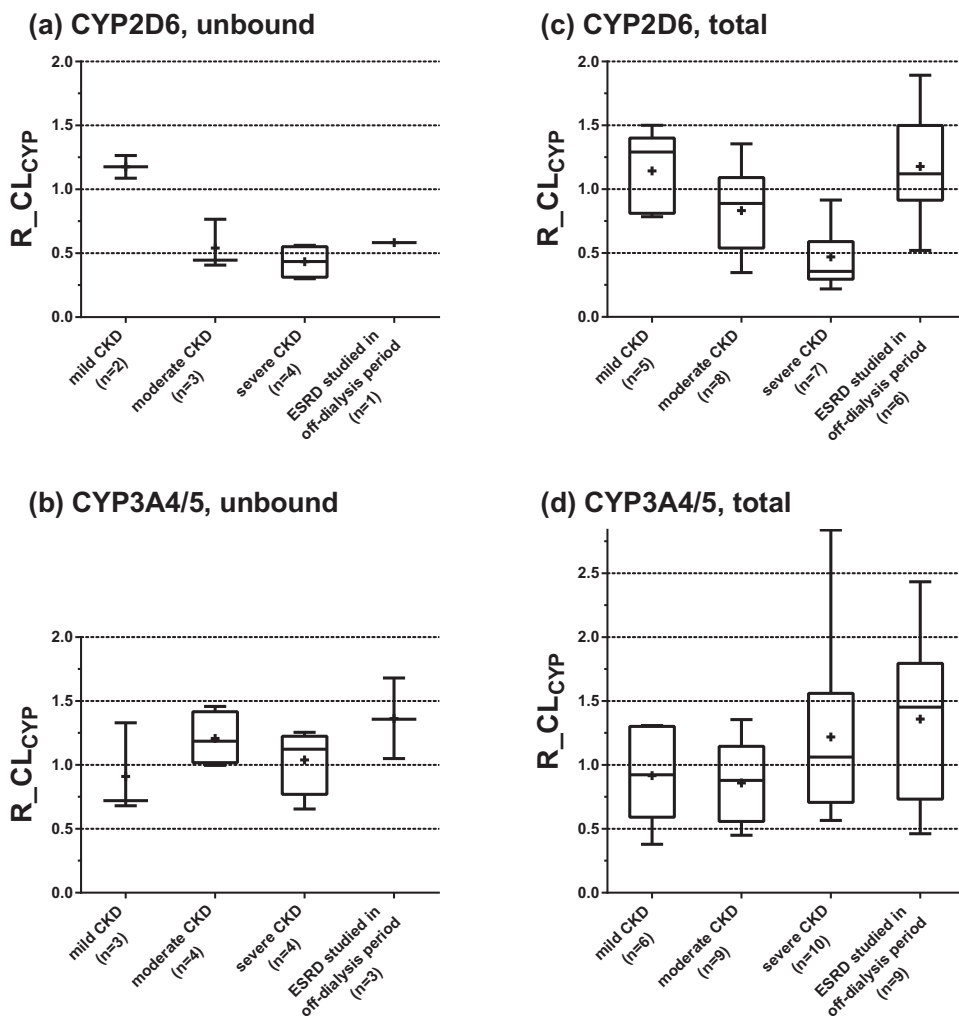 (a) CYP2D6, unbound
2.0
1.5
1.0
0.5
0.0
R_CLCYP
mild CKD
(n=2)
moderate CKD
(n=3)
severe CKD
(n=4)
ESRD studied in
off-dialysis period
(n=1)
(c) CYP2D6, total
2.0
1.5
1.0
0.5
0.0
R_CLCYP
mild CKD
(n=5)
moderate CKD
(n=8)
severe CKD
(n=7)
ESRD studied in
off-dialysis period
(n=6)
(b) CYP3A4/5, unbound
2.0
1.5
1.0
0.5
0.0
R_CLCYP
mild CKD
(n=3)
moderate CKD
(n=4)
severe CKD
(n=4)
ESRD studied in
off-dialysis period
(n=3)
(d) CYP3A4/5, total
2.5
2.0
1.5
1.0
0.5
0.0
R_CLCYP
mild CKD
(n=6)
moderate CKD
(n=9)
severe CKD
(n=10)
ESRD studied in
off-dialysis period
(n=9)